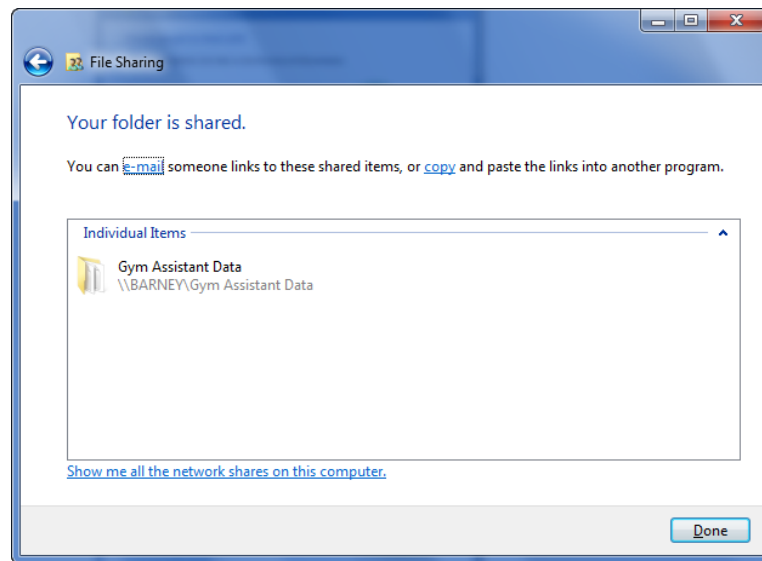 File Sharing
Your folder is shared.
You can e-mail someone links to these shared items, or copy and paste the links into another program.
Individual Items
Gym Assistant Data
\\BARNEY\Gym Assistant Data
Show me all the network shares on this computer.
Done